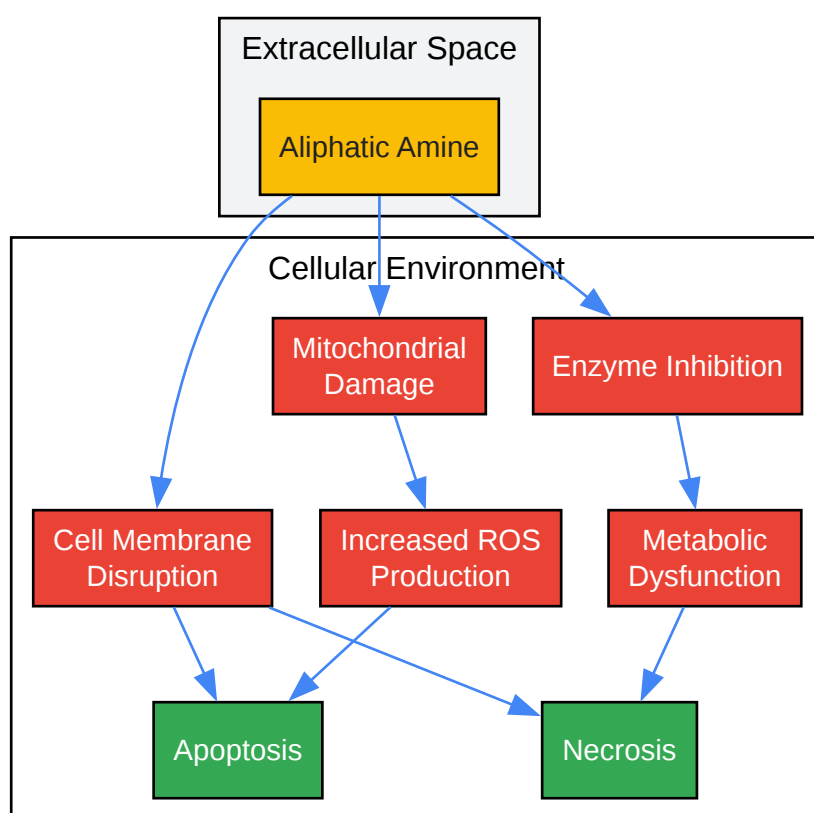 Extracellular Space
Aliphatic Amine
Cellular Environment
Mitochondrial
Damage
Enzyme Inhibition
Cell Membrane
Disruption
Increased ROS
Production
Metabolic
Dysfunction
Apoptosis
Necrosis